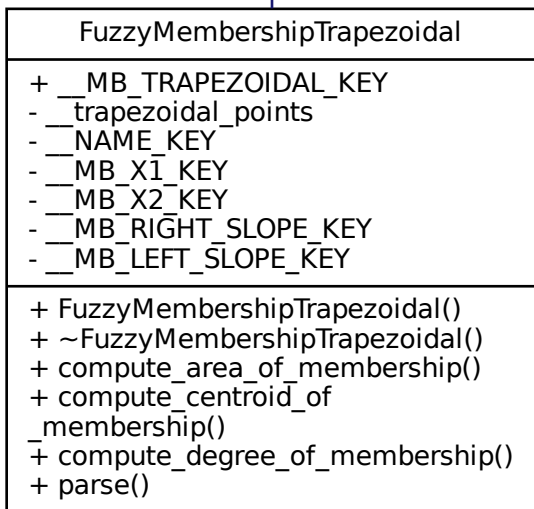 FuzzyMembershipTrapezoidal
+ __MB_TRAPEZOIDAL_KEY
- __trapezoidal_points
- __NAME_KEY
- __MB_X1_KEY
- __MB_X2_KEY
- __MB_RIGHT_SLOPE_KEY
- __MB_LEFT_SLOPE_KEY
+ FuzzyMembershipTrapezoidal()
+ ~FuzzyMembershipTrapezoidal()
+ compute_area_of_membership()
+ compute_centroid_of
_membership()
+ compute_degree_of_membership()
+ parse()